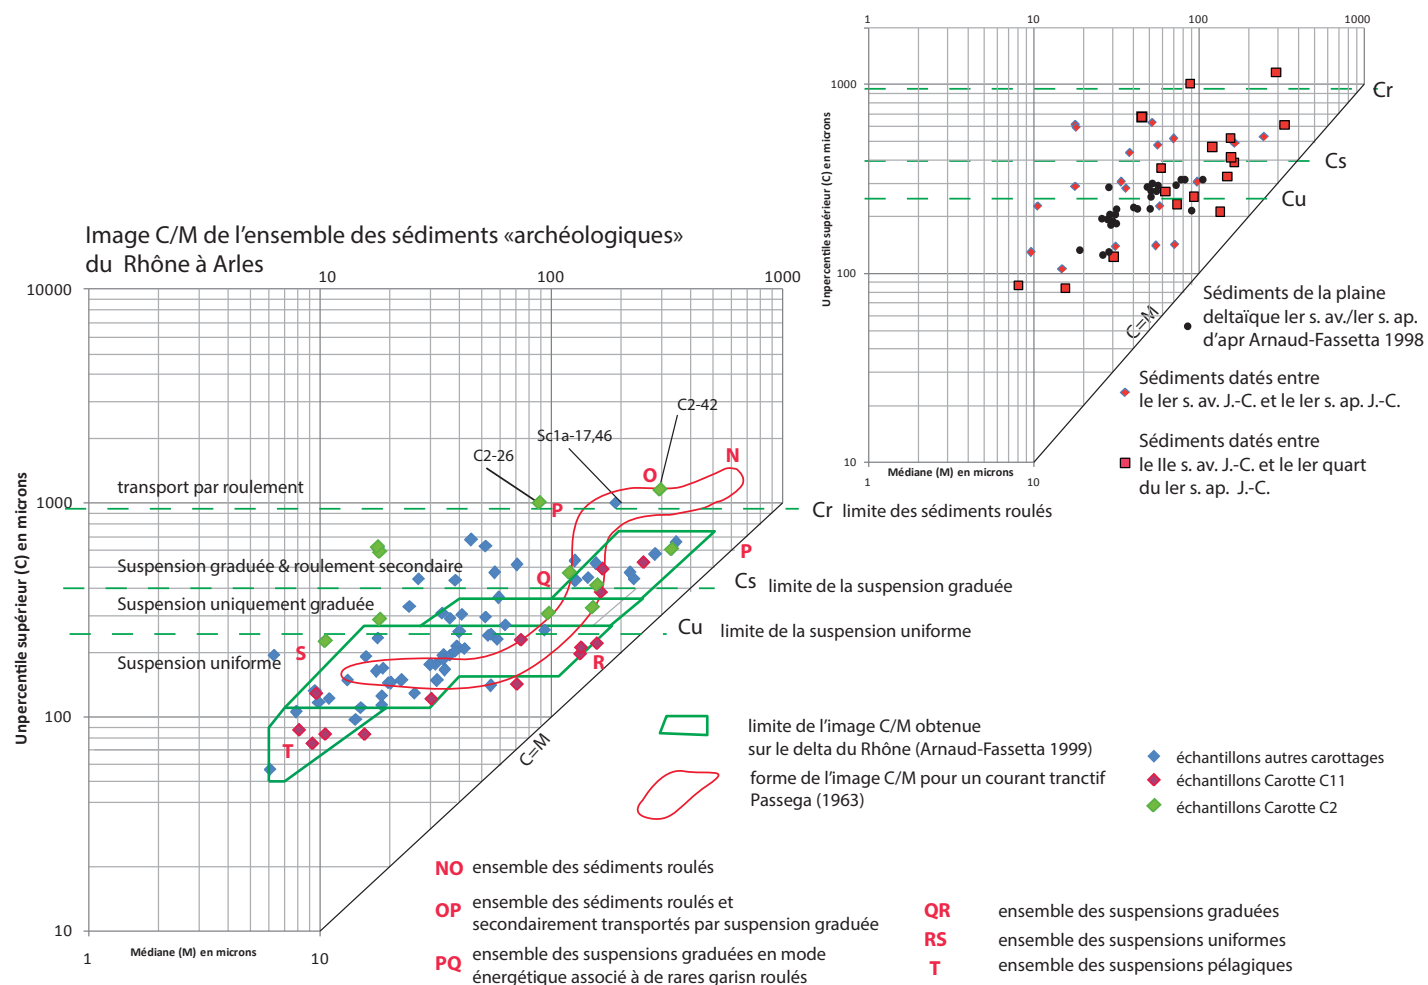 Image C/M de l'ensemble des sédiments «archéologiques»
du Rhône à Arles
10
100
1000
10000
1000
100
10
1
10
Unpercentile supérieur (C) en microns
Médiane (M) en microns
transport par roulement
Suspension graduée & roulement secondaire
Suspension uniquement graduée
Suspension uniforme
C2-26
Sc1a-17,46
C2-42
N
O
P
Q
P
S
R
T
C=M
Cr limite des sédiments roulés
Cs limite de la suspension graduée
Cu limite de la suspension uniforme
1
10
100
1000
1000
100
10
1
10
Unpercentile supérieur (C) en microns
Médiane (M) en microns
Cr
Cs
Cu
C=M
Sédiments de la plaine
deltaïque Ier s. av./Ier s. ap.
d'apr Arnaud-Fassetta 1998
Sédiments datés entre
le Ier s. av. J.-C. et le Ier s. ap. J.-C.
Sédiments datés entre
le IIe s. av. J.-C. et le Ier quart
du Ier s. ap. J.-C.
limite de l'image C/M obtenue
sur le delta du Rhône (Arnaud-Fassetta 1999)
forme de l'image C/M pour un courant tranctif
Passega (1963)
échantillons autres carottages
échantillons Carotte C11
échantillons Carotte C2
NO ensemble des sédiments roulés
OP ensemble des sédiments roulés et
secondairement transportés par suspension graduée
PQ ensemble des suspensions graduées en mode
énergétique associé à de rares garisn roulés
QR ensemble des suspensions graduées
RS ensemble des suspensions uniformes
T ensemble des suspensions pélagiques